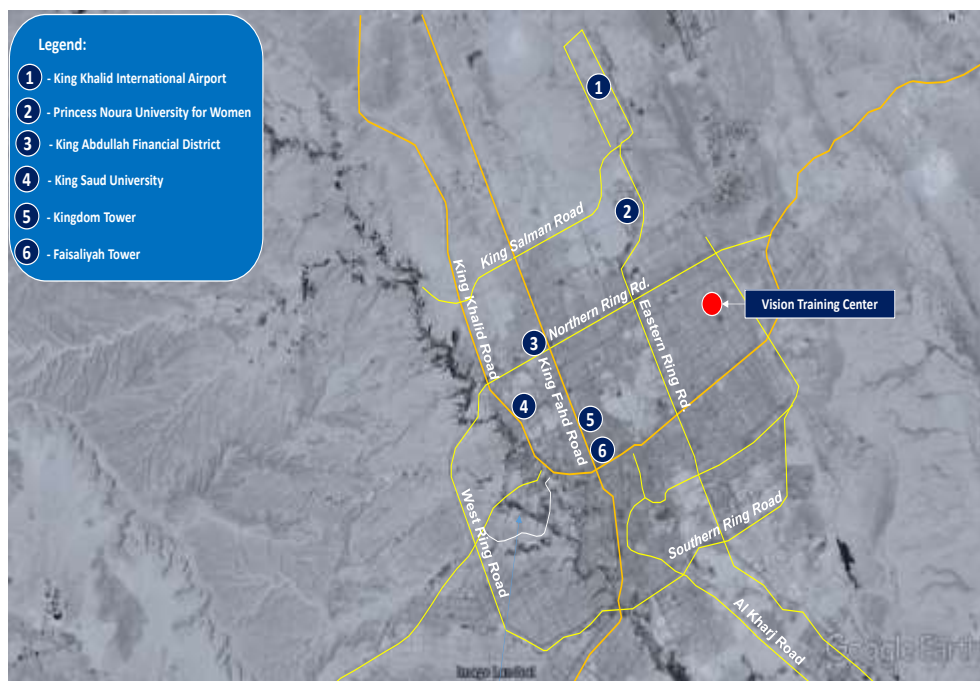 Legend:
1 - King Khalid International Airport
2 - Princess Noura University for Women
3 - King Abdullah Financial District
4 - King Saud University
5 - Kingdom Tower
6 - Faisaliyah Tower
1
2
King Salman Road
King Khalid Road
Northern Ring Rd.
Eastern Ring Rd.
Vision Training Center
3
King Fahd Road
4
5
6
West Ring Road
Southern Ring Road
Al Kharj Road
Google Earth
Image Landsat